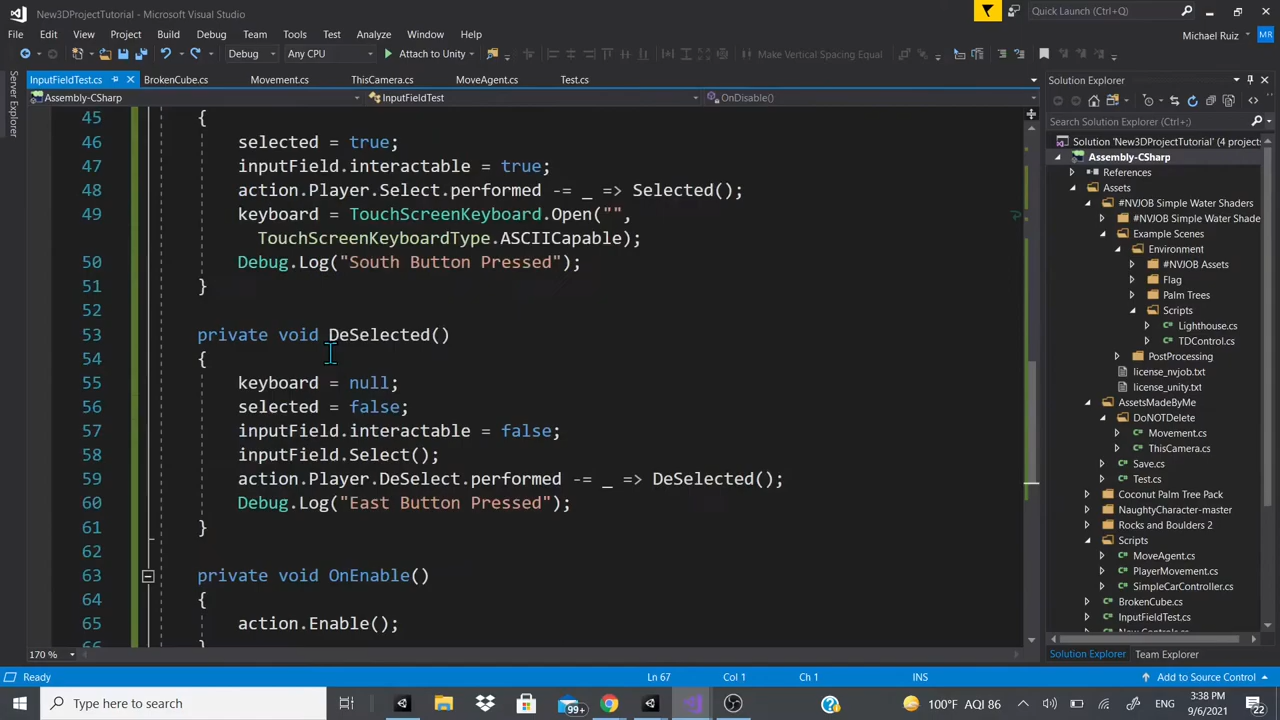 New3DProjectTutorial - Microsoft Visual Studio
Quick Launch (Ctrl+;)
File Edit View Project Build Debug Team Tools Test Analyze Window Help
Michael Ruiz MR
Debug Any CPU Attach to Unity Make Vertical Spacing Equal
Server Explorer
InputFieldTest.cs BrokenCube.cs Movement.cs ThisCamera.cs MoveAgent.cs Test.cs
Assembly-CSharp InputFieldTest OnDisable()
45 {
46 selected = true;
47 inputField.interactable = true;
48 action.Player.Select.performed -= _ => Selected();
49 keyboard = TouchScreenKeyboard.Open("",
TouchScreenKeyboardType.ASCIICapable);
50 Debug.Log("South Button Pressed");
51 }
52
53 private void DeSelected()
54 {
55 keyboard = null;
56 selected = false;
57 inputField.interactable = false;
58 inputField.Select();
59 action.Player.DeSelect.performed -= _ => DeSelected();
60 Debug.Log("East Button Pressed");
61 }
62
63 private void OnEnable()
64 {
65 action.Enable();
66 }
170 %
Solution Explorer
Search Solution Explorer (Ctrl+;)
Solution 'New3DProjectTutorial' (4 project
Assembly-CSharp
References
Assets
#NVJOB Simple Water Shaders
#NVJOB Simple Water Shade
Example Scenes
Environment
#NVJOB Assets
Flag
Palm Trees
Scripts
Lighthouse.cs
TDControl.cs
PostProcessing
license_nvjob.txt
license_unity.txt
AssetsMadeByMe
DoNOTDelete
Movement.cs
ThisCamera.cs
Save.cs
Test.cs
Coconut Palm Tree Pack
NaughtyCharacter-master
Rocks and Boulders 2
Scripts
MoveAgent.cs
PlayerMovement.cs
SimpleCarController.cs
BrokenCube.cs
InputFieldTest.cs
Solution Explorer Team Explorer
Ready Ln 67 Col 1 Ch 1 INS Add to Source Control
Type here to search
99+
100°F AQI 86
ENG
3:38 PM
9/6/2021
22